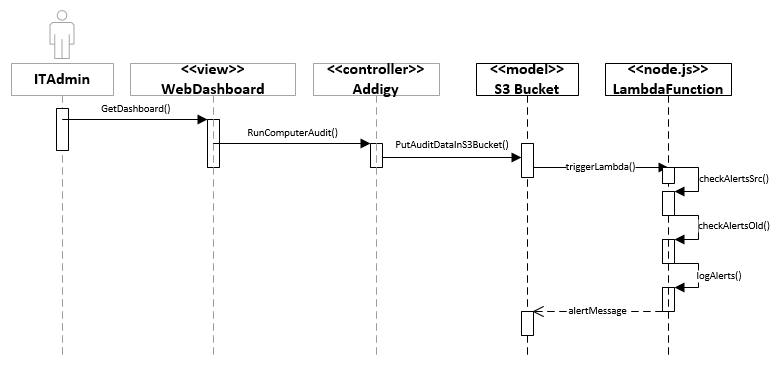 ITAdmin
<<view>>
WebDashboard
<<controller>>
Addigy
<<model>>
S3 Bucket
<<node.js>>
LambdaFunction
GetDashboard()
RunComputerAudit()
PutAuditDataInS3Bucket()
triggerLambda()
checkAlertsSrc()
checkAlertsOld()
logAlerts()
alertMessage